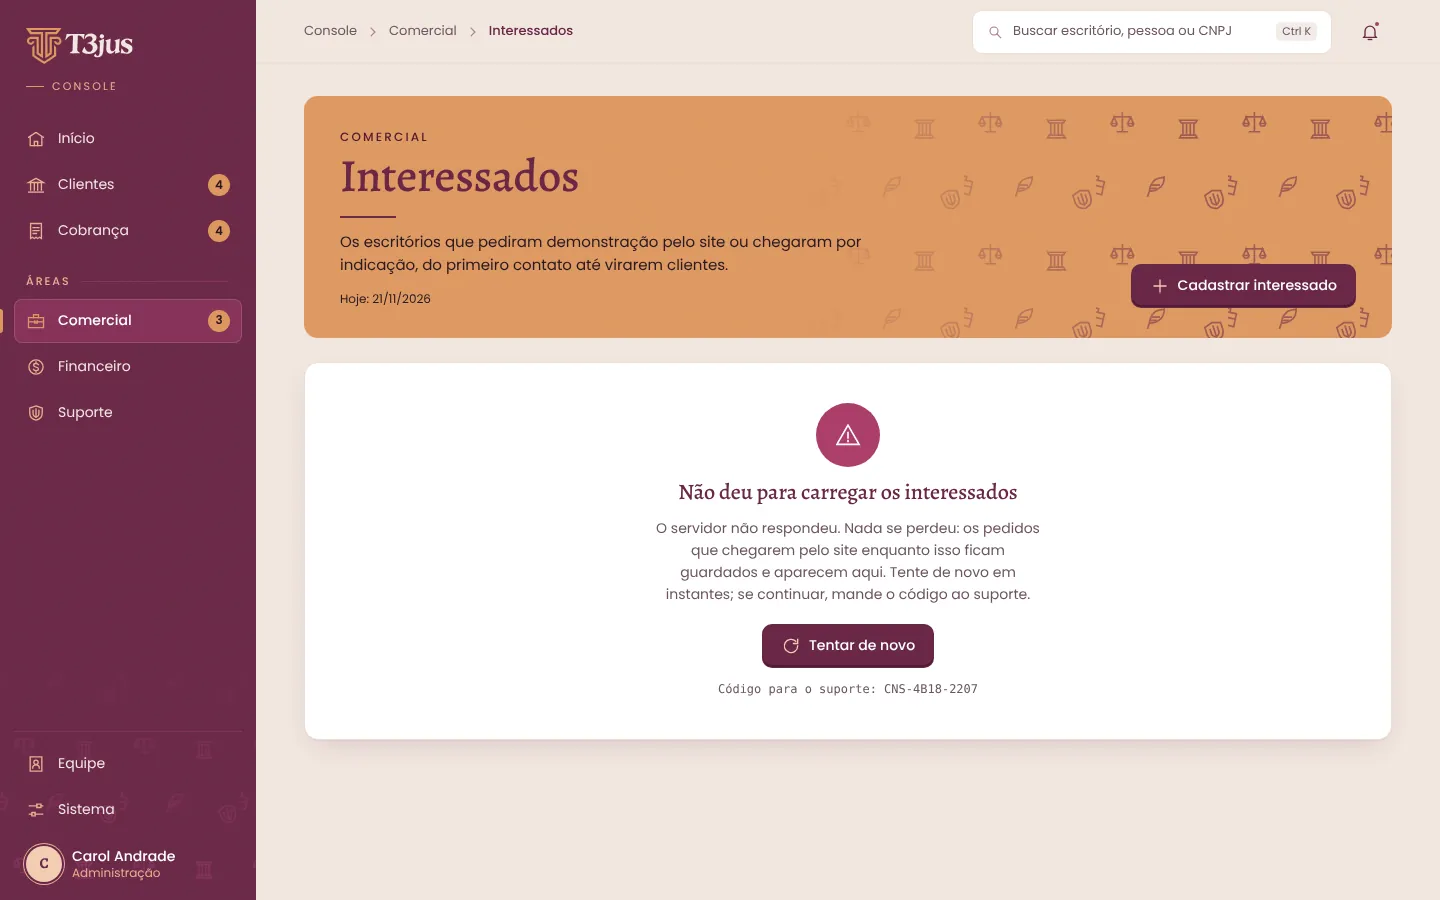 T3jus
CONSOLE
Início
Clientes 4
Cobrança 4
ÁREAS
Comercial 3
Financeiro
Suporte
Equipe
Sistema
C
Carol Andrade
Administração
Console > Comercial > Interessados
Buscar escritório, pessoa ou CNPJ Ctrl K
COMERCIAL
Interessados
Os escritórios que pediram demonstração pelo site ou chegaram por
indicação, do primeiro contato até virarem clientes.
Hoje: 21/11/2026
Cadastrar interessado
Não deu para carregar os interessados
O servidor não respondeu. Nada se perdeu: os pedidos
que chegarem pelo site enquanto isso ficam
guardados e aparecem aqui. Tente de novo em
instantes; se continuar, mande o código ao suporte.
Tentar de novo
Código para o suporte: CNS-4B18-2207